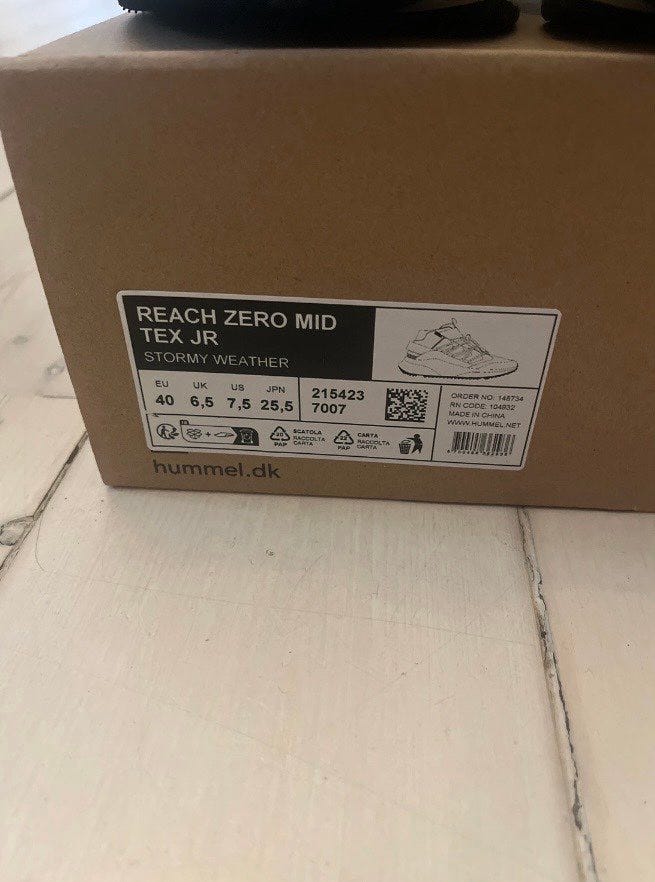 REACH ZERO MID
TEX JR
STORMY WEATHER
EU UK US JPN
40 6,5 7,5 25,5
215423
7007
ORDER NO: 148734
RN CODE: 104932
MADE IN CHINA
WWW.HUMMEL.NET
PAP
SCATOLA
RACCOLTA
CARTA
PAP
CARTA
RACCOLTA
CARTA
hummel.dk